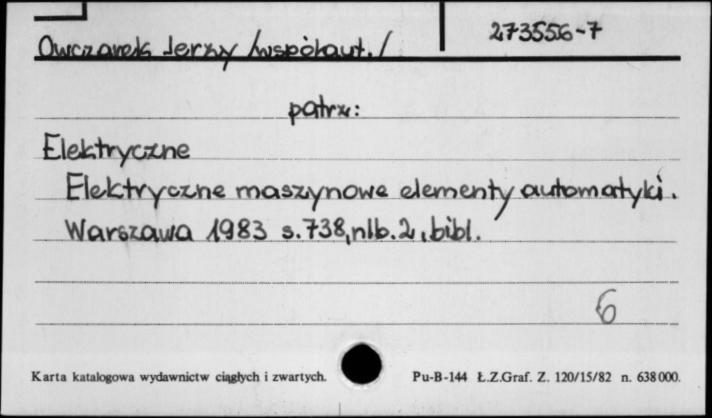 273556-7
Owczarek Jerzy /współaut./
patrz:
Elektryczne
Elektryczne maszynowe elementy automatyki.
Warszawa 1983 s.738, nlb.2, bibl.
6
Karta katalogowa wydawnictw ciągłych i zwartych. Pu-B-144 Ł.Z.Graf. Z. 120/15/82 n. 638000.